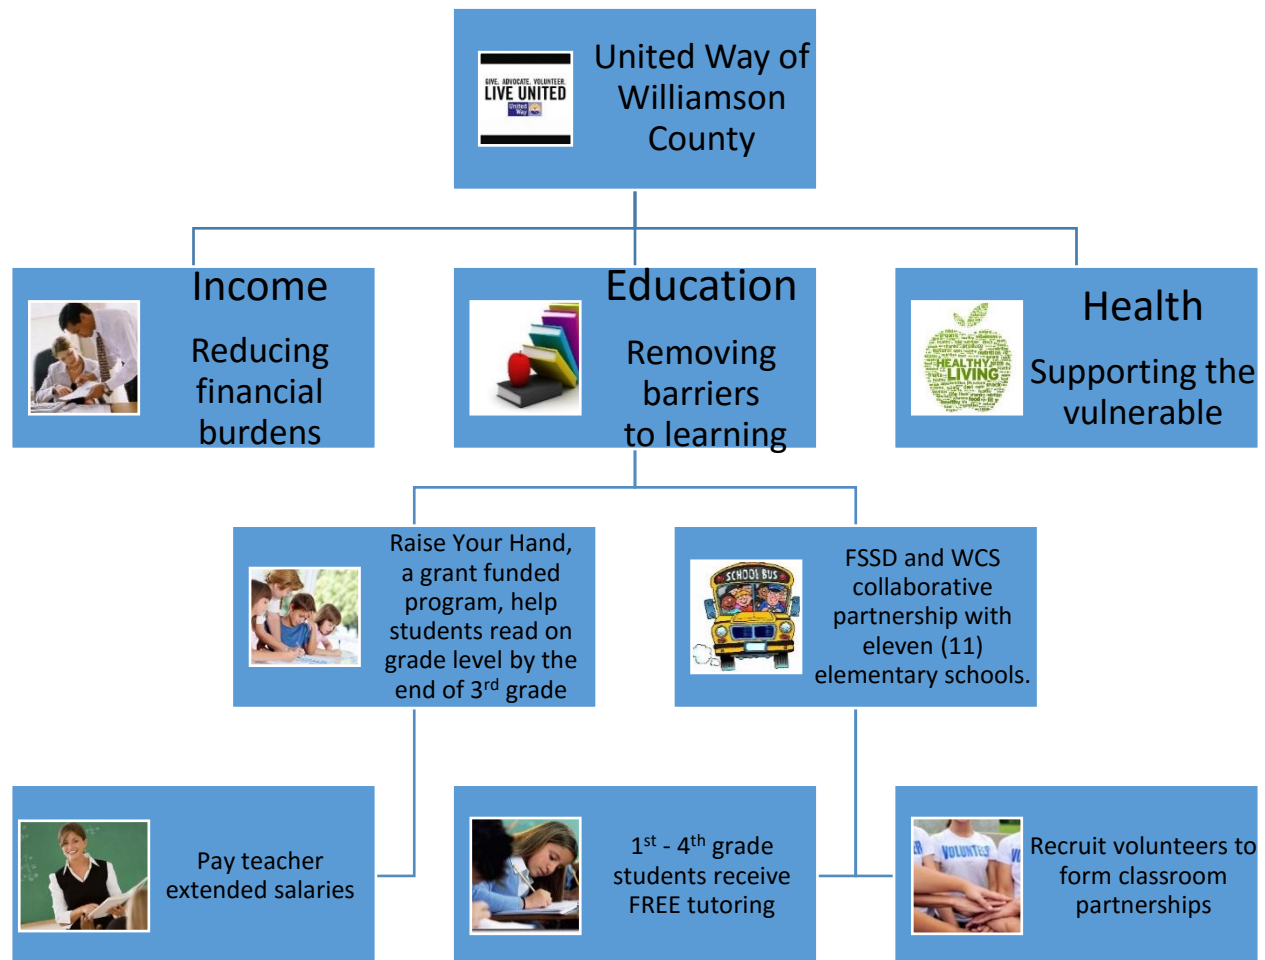 United Way of
Williamson
County
GIVE. ADVOCATE. VOLUNTEER.
LIVE UNITED
United
Way
Income
Reducing
financial
burdens
Education
Removing
barriers
to learning
HEALTHY
LIVING
Health
Supporting the
vulnerable
Raise Your Hand,
a grant funded
program, help
students read on
grade level by the
end of 3rd grade
SCHOOL BUS
FSSD and WCS
collaborative
partnership with
eleven (11)
elementary schools.
Pay teacher
extended salaries
1st - 4th grade
students receive
FREE tutoring
VOLUNTEER
Recruit volunteers to
form classroom
partnerships